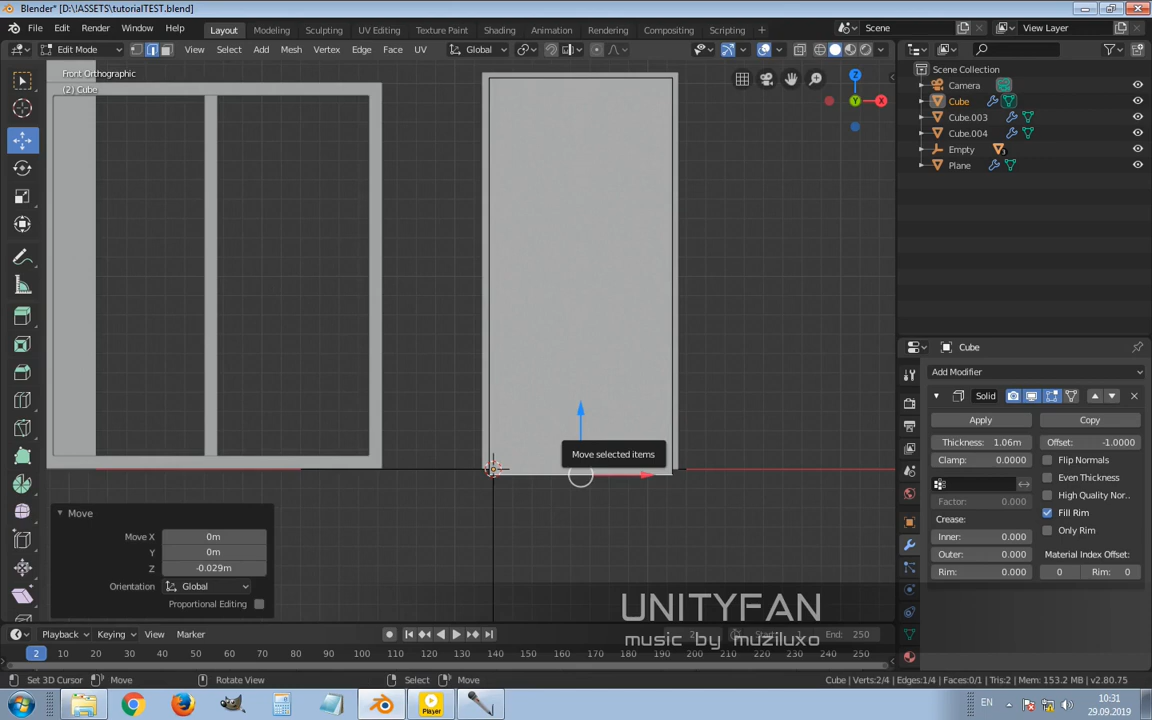 Blender* [D:\!ASSETS\tutorialTEST.blend]
File Edit Render Window Help Layout Modeling Sculpting UV Editing Texture Paint Shading Animation Rendering Compositing Scripting Scene View Layer
Edit Mode View Select Add Mesh Vertex Edge Face UV Global
Front Orthographic
(2) Cube
Z
Y
X
Scene Collection
Camera
Cube
Cube.003
Cube.004
Empty
3
Plane
Cube
Add Modifier
Solid
Apply Copy
Thickness: 1.06m Offset: -1.0000
Clamp: 0.0000 Flip Normals
Even Thickness
High Quality Nor..
Factor: 0.000 Fill Rim
Crease: Only Rim
Inner: 0.000 Material Index Offset:
Outer: 0.000
Rim: 0.000 0 Rim: 0
Move selected items
Move
Move X 0m
Y 0m
Z -0.029m
Orientation Global
Proportional Editing
UNITYFAN
music by muziluxo
Playback Keying View Marker 2 Start: 1 End: 250
2 10 20 30 40 50 60 70 80 90 100 110 120 130 140 150 160 170 180 190 200 210 220 230 240 250
Set 3D Cursor Move Rotate View Select Move Cube | Verts:2/4 | Edges:1/4 | Faces:0/1 | Tris:2 | Mem: 153.2 MB | v2.80.75
Player
EN
10:31
29.09.2019